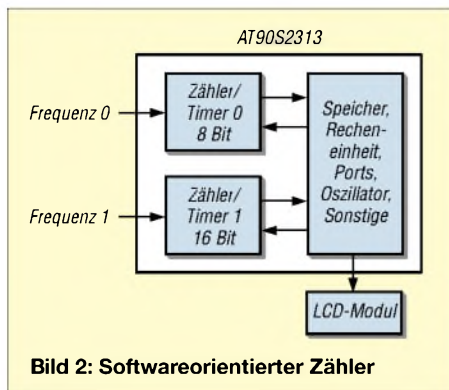 AT90S2313
Frequenz 0
Zähler/
Timer 0
8 Bit
Frequenz 1
Zähler/
Timer 1
16 Bit
Speicher,
Rechen-
einheit,
Ports,
Oszillator,
Sonstige
LCD-Modul
Bild 2: Softwareorientierter Zähler